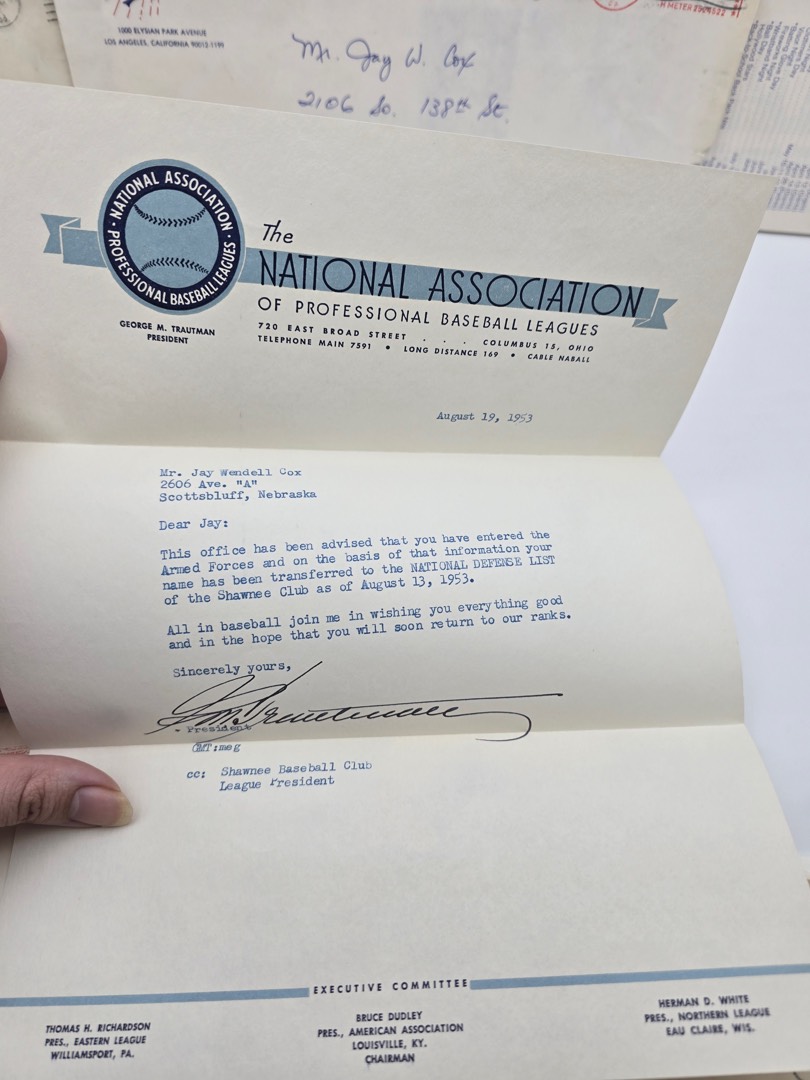 1000 ELYSIAN PARK AVENUE
LOS ANGELES, CALIFORNIA 90012-1199
Mr. Jay W. Cox
2106 So. 138th St.
H METER
NATIONAL ASSOCIATION
PROFESSIONAL BASEBALL LEAGUES
GEORGE M. TRAUTMAN
PRESIDENT
The
NATIONAL ASSOCIATION
OF PROFESSIONAL BASEBALL LEAGUES
720 EAST BROAD STREET . . . COLUMBUS 15, OHIO
TELEPHONE MAIN 7591 • LONG DISTANCE 169 • CABLE NABALL
August 19, 1953
Mr. Jay Wendell Cox
2606 Ave. "A"
Scottsbluff, Nebraska
Dear Jay:
This office has been advised that you have entered the
Armed Forces and on the basis of that information your
name has been transferred to the NATIONAL DEFENSE LIST
of the Shawnee Club as of August 13, 1953.
All in baseball join me in wishing you everything good
and in the hope that you will soon return to our ranks.
Sincerely yours,
GM Trautman
- President
GMT:meg
cc: Shawnee Baseball Club
League President
EXECUTIVE COMMITTEE
THOMAS H. RICHARDSON
PRES., EASTERN LEAGUE
WILLIAMSPORT, PA.
BRUCE DUDLEY
PRES., AMERICAN ASSOCIATION
LOUISVILLE, KY.
CHAIRMAN
HERMAN D. WHITE
PRES., NORTHERN LEAGUE
EAU CLAIRE, WIS.